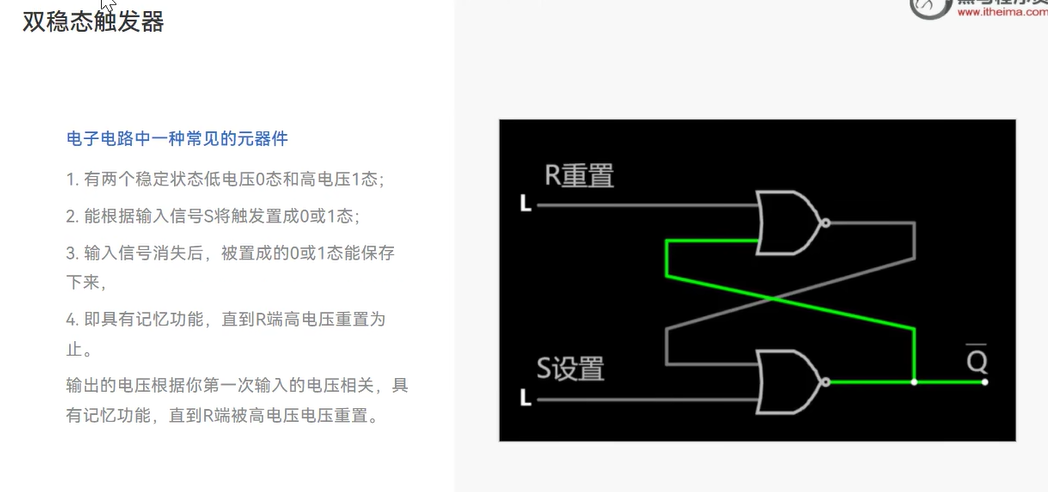 双稳态触发器
www.itheima.com
电子电路中一种常见的元器件
1. 有两个稳定状态低电压0态和高电压1态；
2. 能根据输入信号S将触发置成0或1态；
3. 输入信号消失后，被置成的0或1态能保存
下来，
4. 即具有记忆功能，直到R端高电压重置为
止。
输出的电压根据你第一次输入的电压相关，具
有记忆功能，直到R端被高电压电压重置。
R重置
L
S设置
L
Q̅